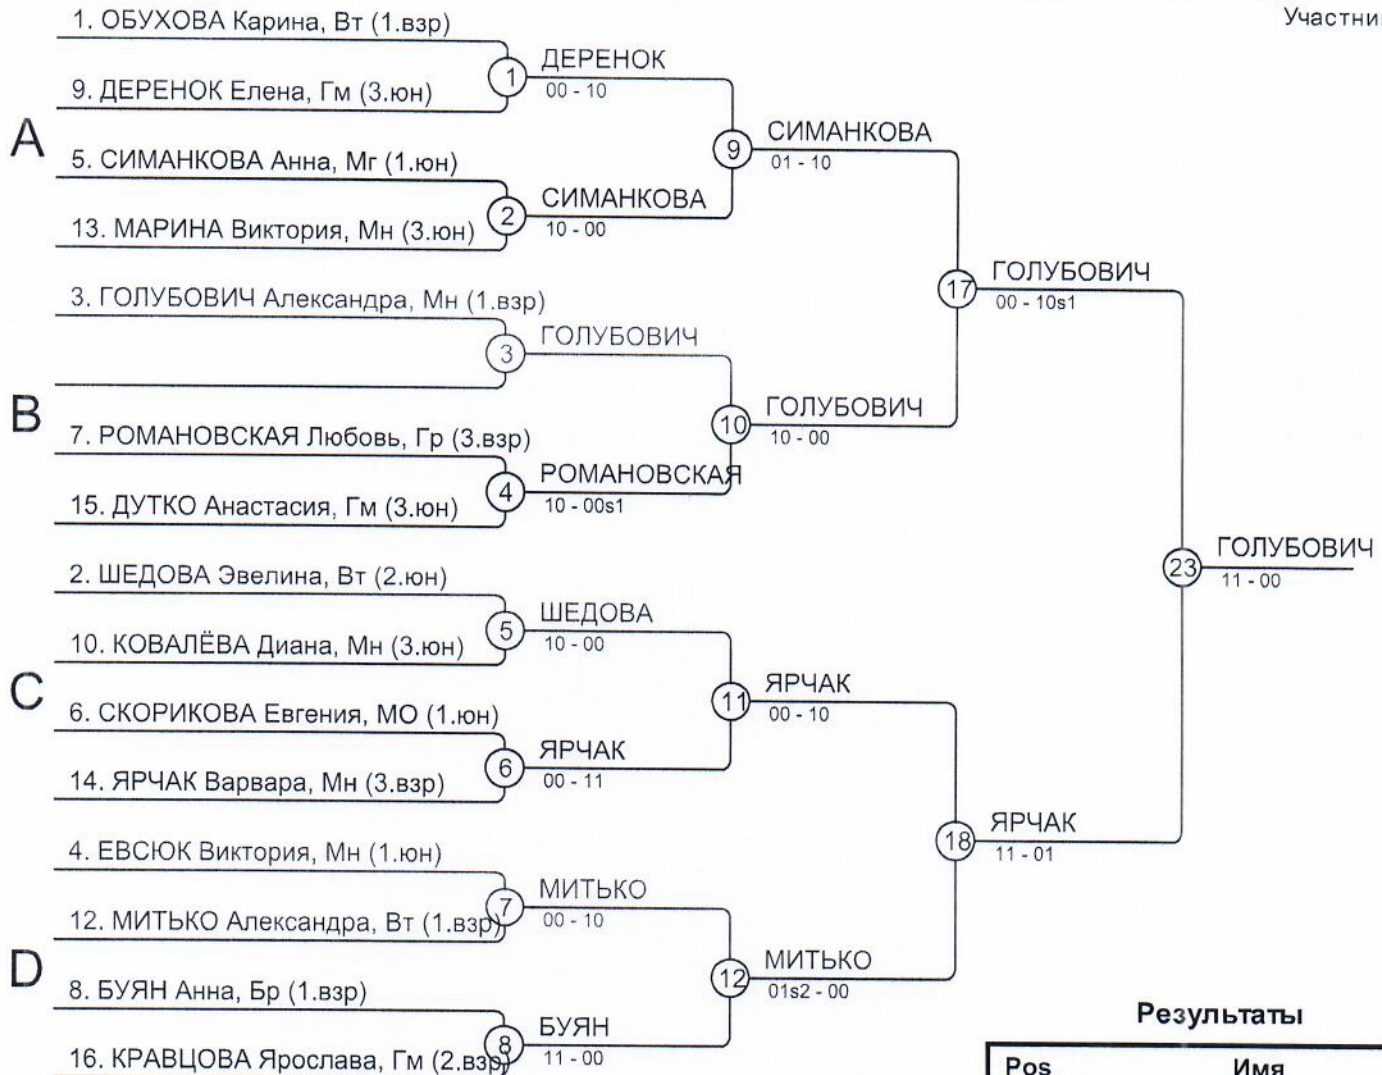 Участни
1. ОБУХОВА Карина, Вт (1.взр)
1
ДЕРЕНОК
00 - 10
9. ДЕРЕНОК Елена, Гм (3.юн)
A
9
СИМАНКОВА
01 - 10
5. СИМАНКОВА Анна, Мг (1.юн)
2
СИМАНКОВА
10 - 00
13. МАРИНА Виктория, Мн (3.юн)
17
ГОЛУБОВИЧ
00 - 10s1
3. ГОЛУБОВИЧ Александра, Мн (1.взр)
3
ГОЛУБОВИЧ
B
10
ГОЛУБОВИЧ
10 - 00
7. РОМАНОВСКАЯ Любовь, Гр (3.взр)
4
РОМАНОВСКАЯ
10 - 00s1
15. ДУТКО Анастасия, Гм (3.юн)
23
ГОЛУБОВИЧ
11 - 00
2. ШЕДОВА Эвелина, Вт (2.юн)
5
ШЕДОВА
10 - 00
10. КОВАЛЁВА Диана, Мн (3.юн)
C
11
ЯРЧАК
00 - 10
6. СКОРИКОВА Евгения, МО (1.юн)
6
ЯРЧАК
00 - 11
14. ЯРЧАК Варвара, Мн (3.взр)
18
ЯРЧАК
11 - 01
4. ЕВСЮК Виктория, Мн (1.юн)
7
МИТЬКО
00 - 10
12. МИТЬКО Александра, Вт (1.взр)
D
12
МИТЬКО
01s2 - 00
8. БУЯН Анна, Бр (1.взр)
8
БУЯН
11 - 00
16. КРАВЦОВА Ярослава, Гм (2.взр)
Результаты
Pos Имя